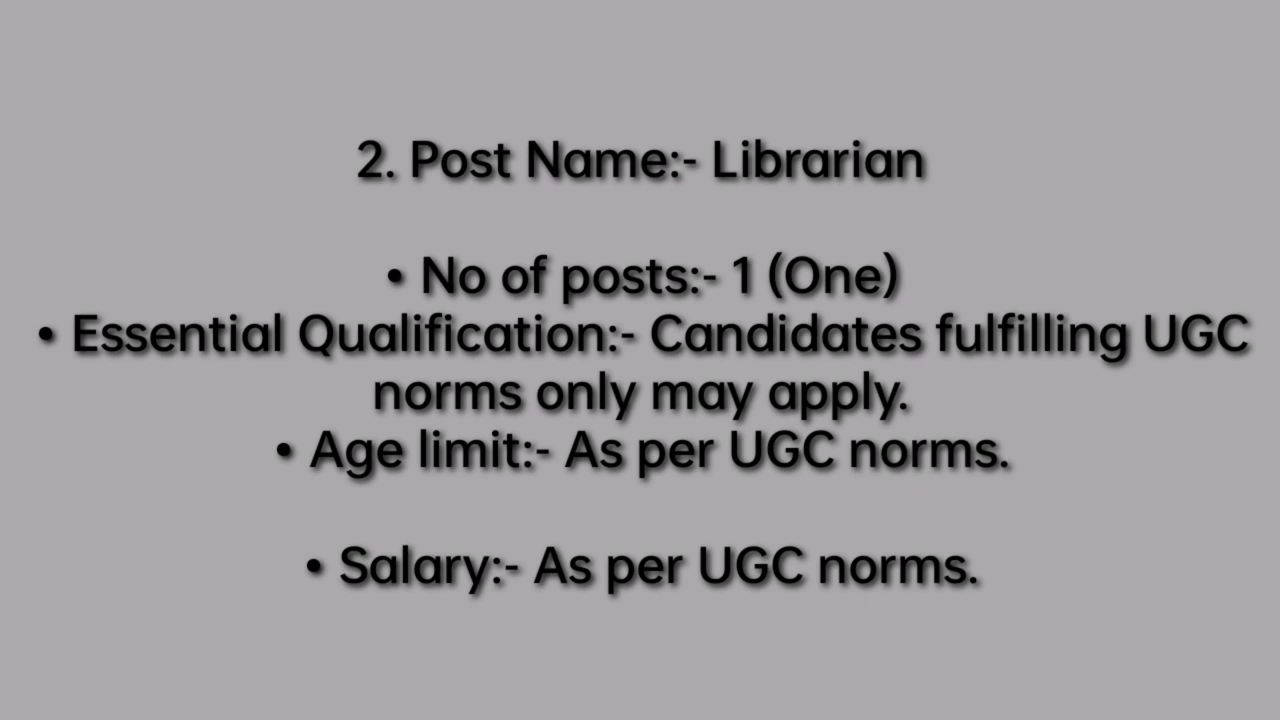 2. Post Name:- Librarian
• No of posts:- 1 (One)
• Essential Qualification:- Candidates fulfilling UGC
norms only may apply.
• Age limit:- As per UGC norms.
• Salary:- As per UGC norms.